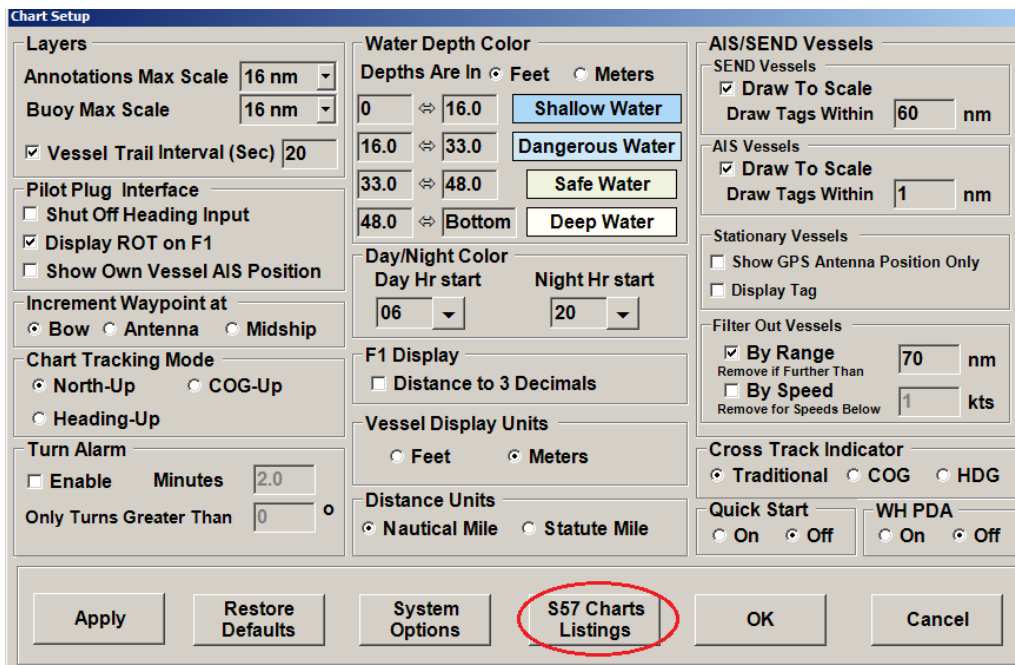 Chart Setup
Layers
Annotations Max Scale 16 nm
Buoy Max Scale 16 nm
Vessel Trail Interval (Sec) 20
Pilot Plug Interface
Shut Off Heading Input
Display ROT on F1
Show Own Vessel AIS Position
Increment Waypoint at
Bow Antenna Midship
Chart Tracking Mode
North-Up COG-Up
Heading-Up
Turn Alarm
Enable Minutes 2.0
Only Turns Greater Than 0 o
Water Depth Color
Depths Are In Feet Meters
0 ⇔ 16.0 Shallow Water
16.0 ⇔ 33.0 Dangerous Water
33.0 ⇔ 48.0 Safe Water
48.0 ⇔ Bottom Deep Water
Day/Night Color
Day Hr start Night Hr start
06 20
F1 Display
Distance to 3 Decimals
Vessel Display Units
Feet Meters
Distance Units
Nautical Mile Statute Mile
AIS/SEND Vessels
SEND Vessels
Draw To Scale
Draw Tags Within 60 nm
AIS Vessels
Draw To Scale
Draw Tags Within 1 nm
Stationary Vessels
Show GPS Antenna Position Only
Display Tag
Filter Out Vessels
By Range 70 nm
Remove if Further Than
By Speed 1 kts
Remove for Speeds Below
Cross Track Indicator
Traditional COG HDG
Quick Start
On Off
WH PDA
On Off
Apply
Restore
Defaults
System
Options
S57 Charts
Listings
OK
Cancel